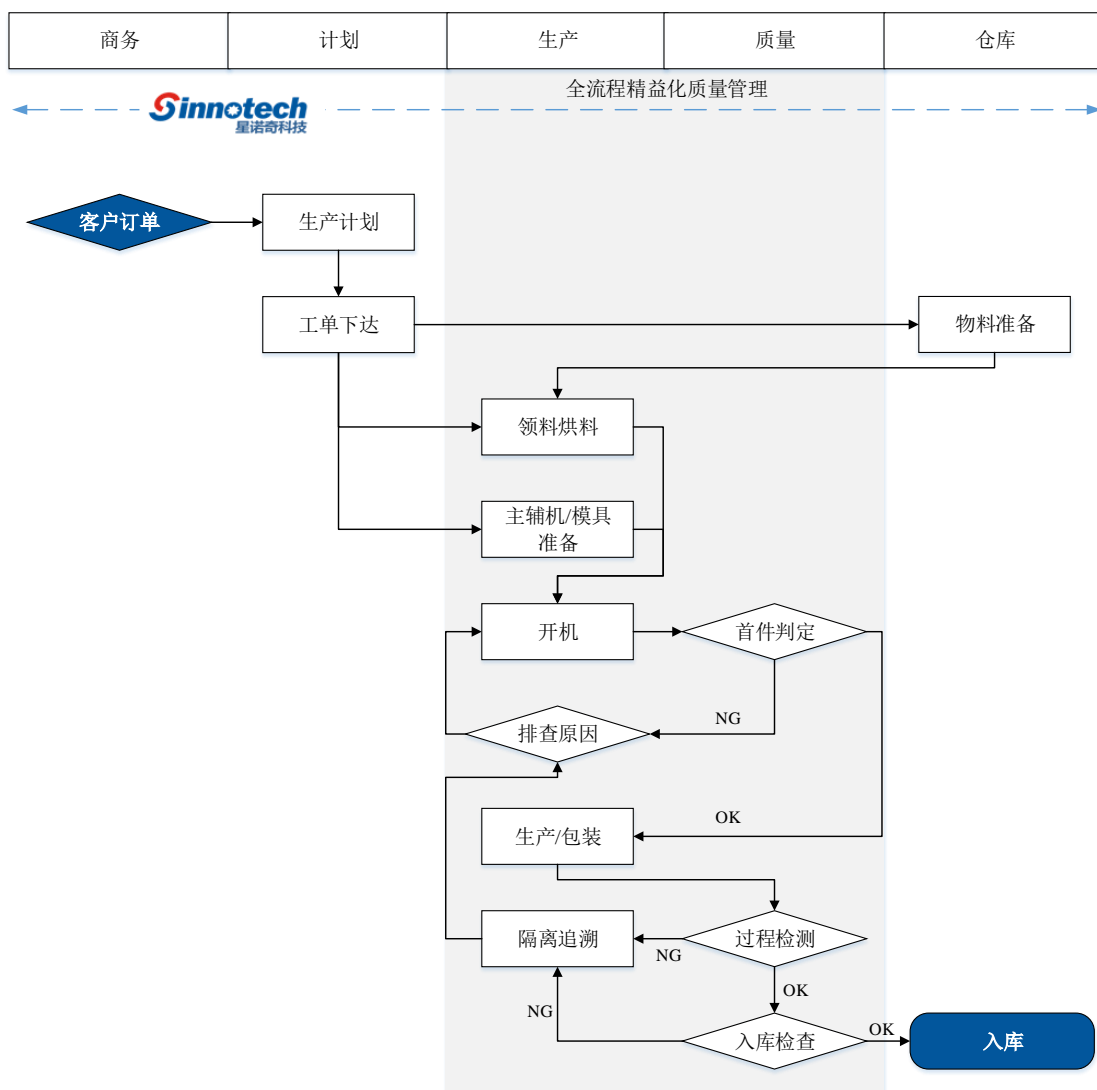 商务
计划
生产
质量
仓库
全流程精益化质量管理
Sinnotech
星诺奇科技
客户订单
生产计划
工单下达
物料准备
领料烘料
主辅机/模具
准备
开机
首件判定
NG
排查原因
OK
生产/包装
隔离追溯
过程检测
NG
OK
NG
入库检查
OK
入库